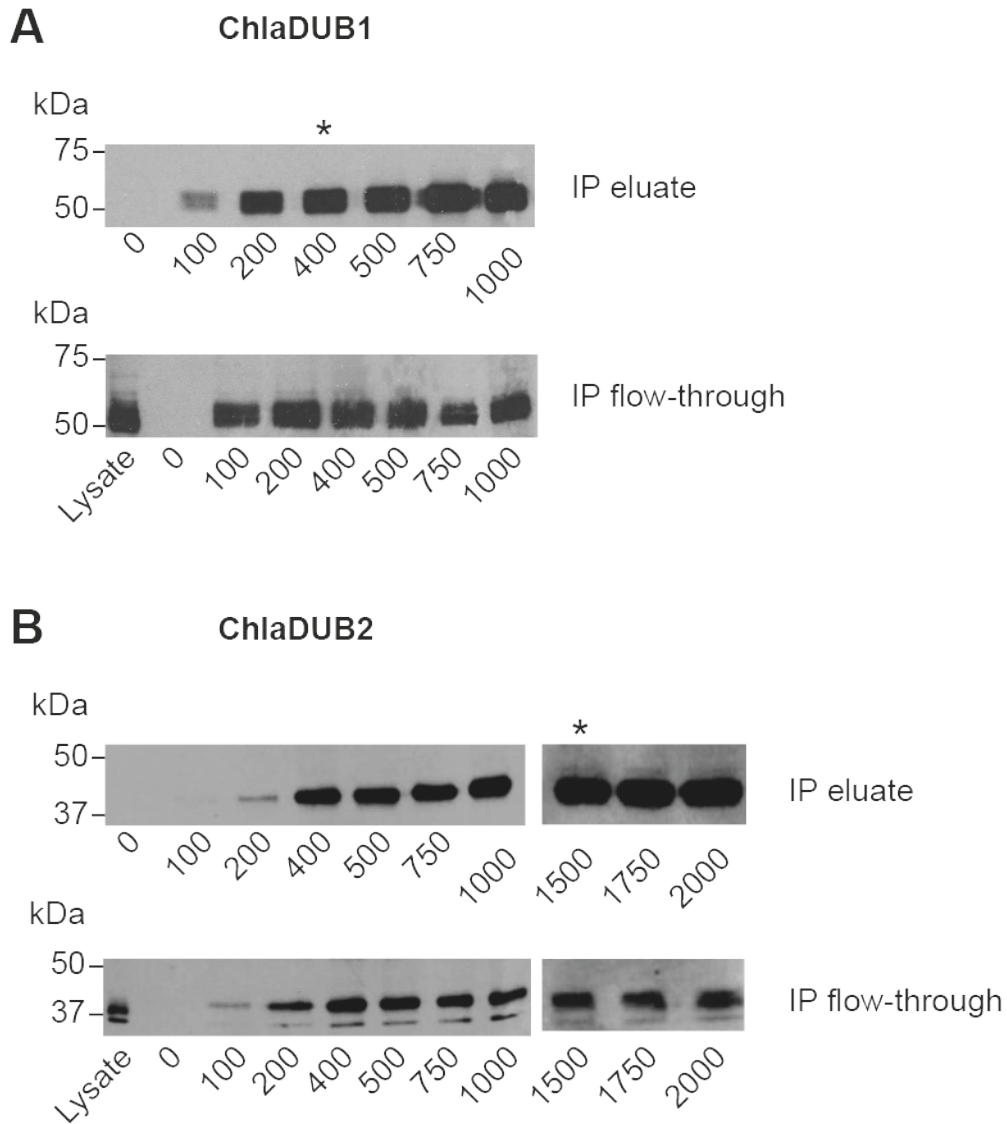 A
ChlaDUB1
kDa
*
75
50
IP eluate
0 100 200 400 500 750 1000
kDa
75
50
IP flow-through
Lysate 0 100 200 400 500 750 1000
B
ChlaDUB2
kDa
*
50
37
IP eluate
0 100 200 400 500 750 1000 1500 1750 2000
kDa
50
37
IP flow-through
Lysate 0 100 200 400 500 750 1000 1500 1750 2000